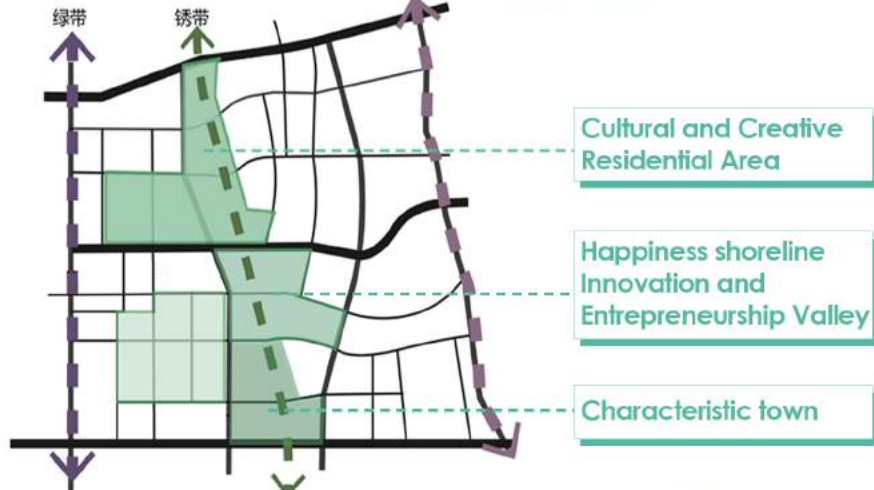 绿带
锈带
Cultural and Creative
Residential Area
Happiness shoreline
Innovation and
Entrepreneurship Valley
Characteristic town